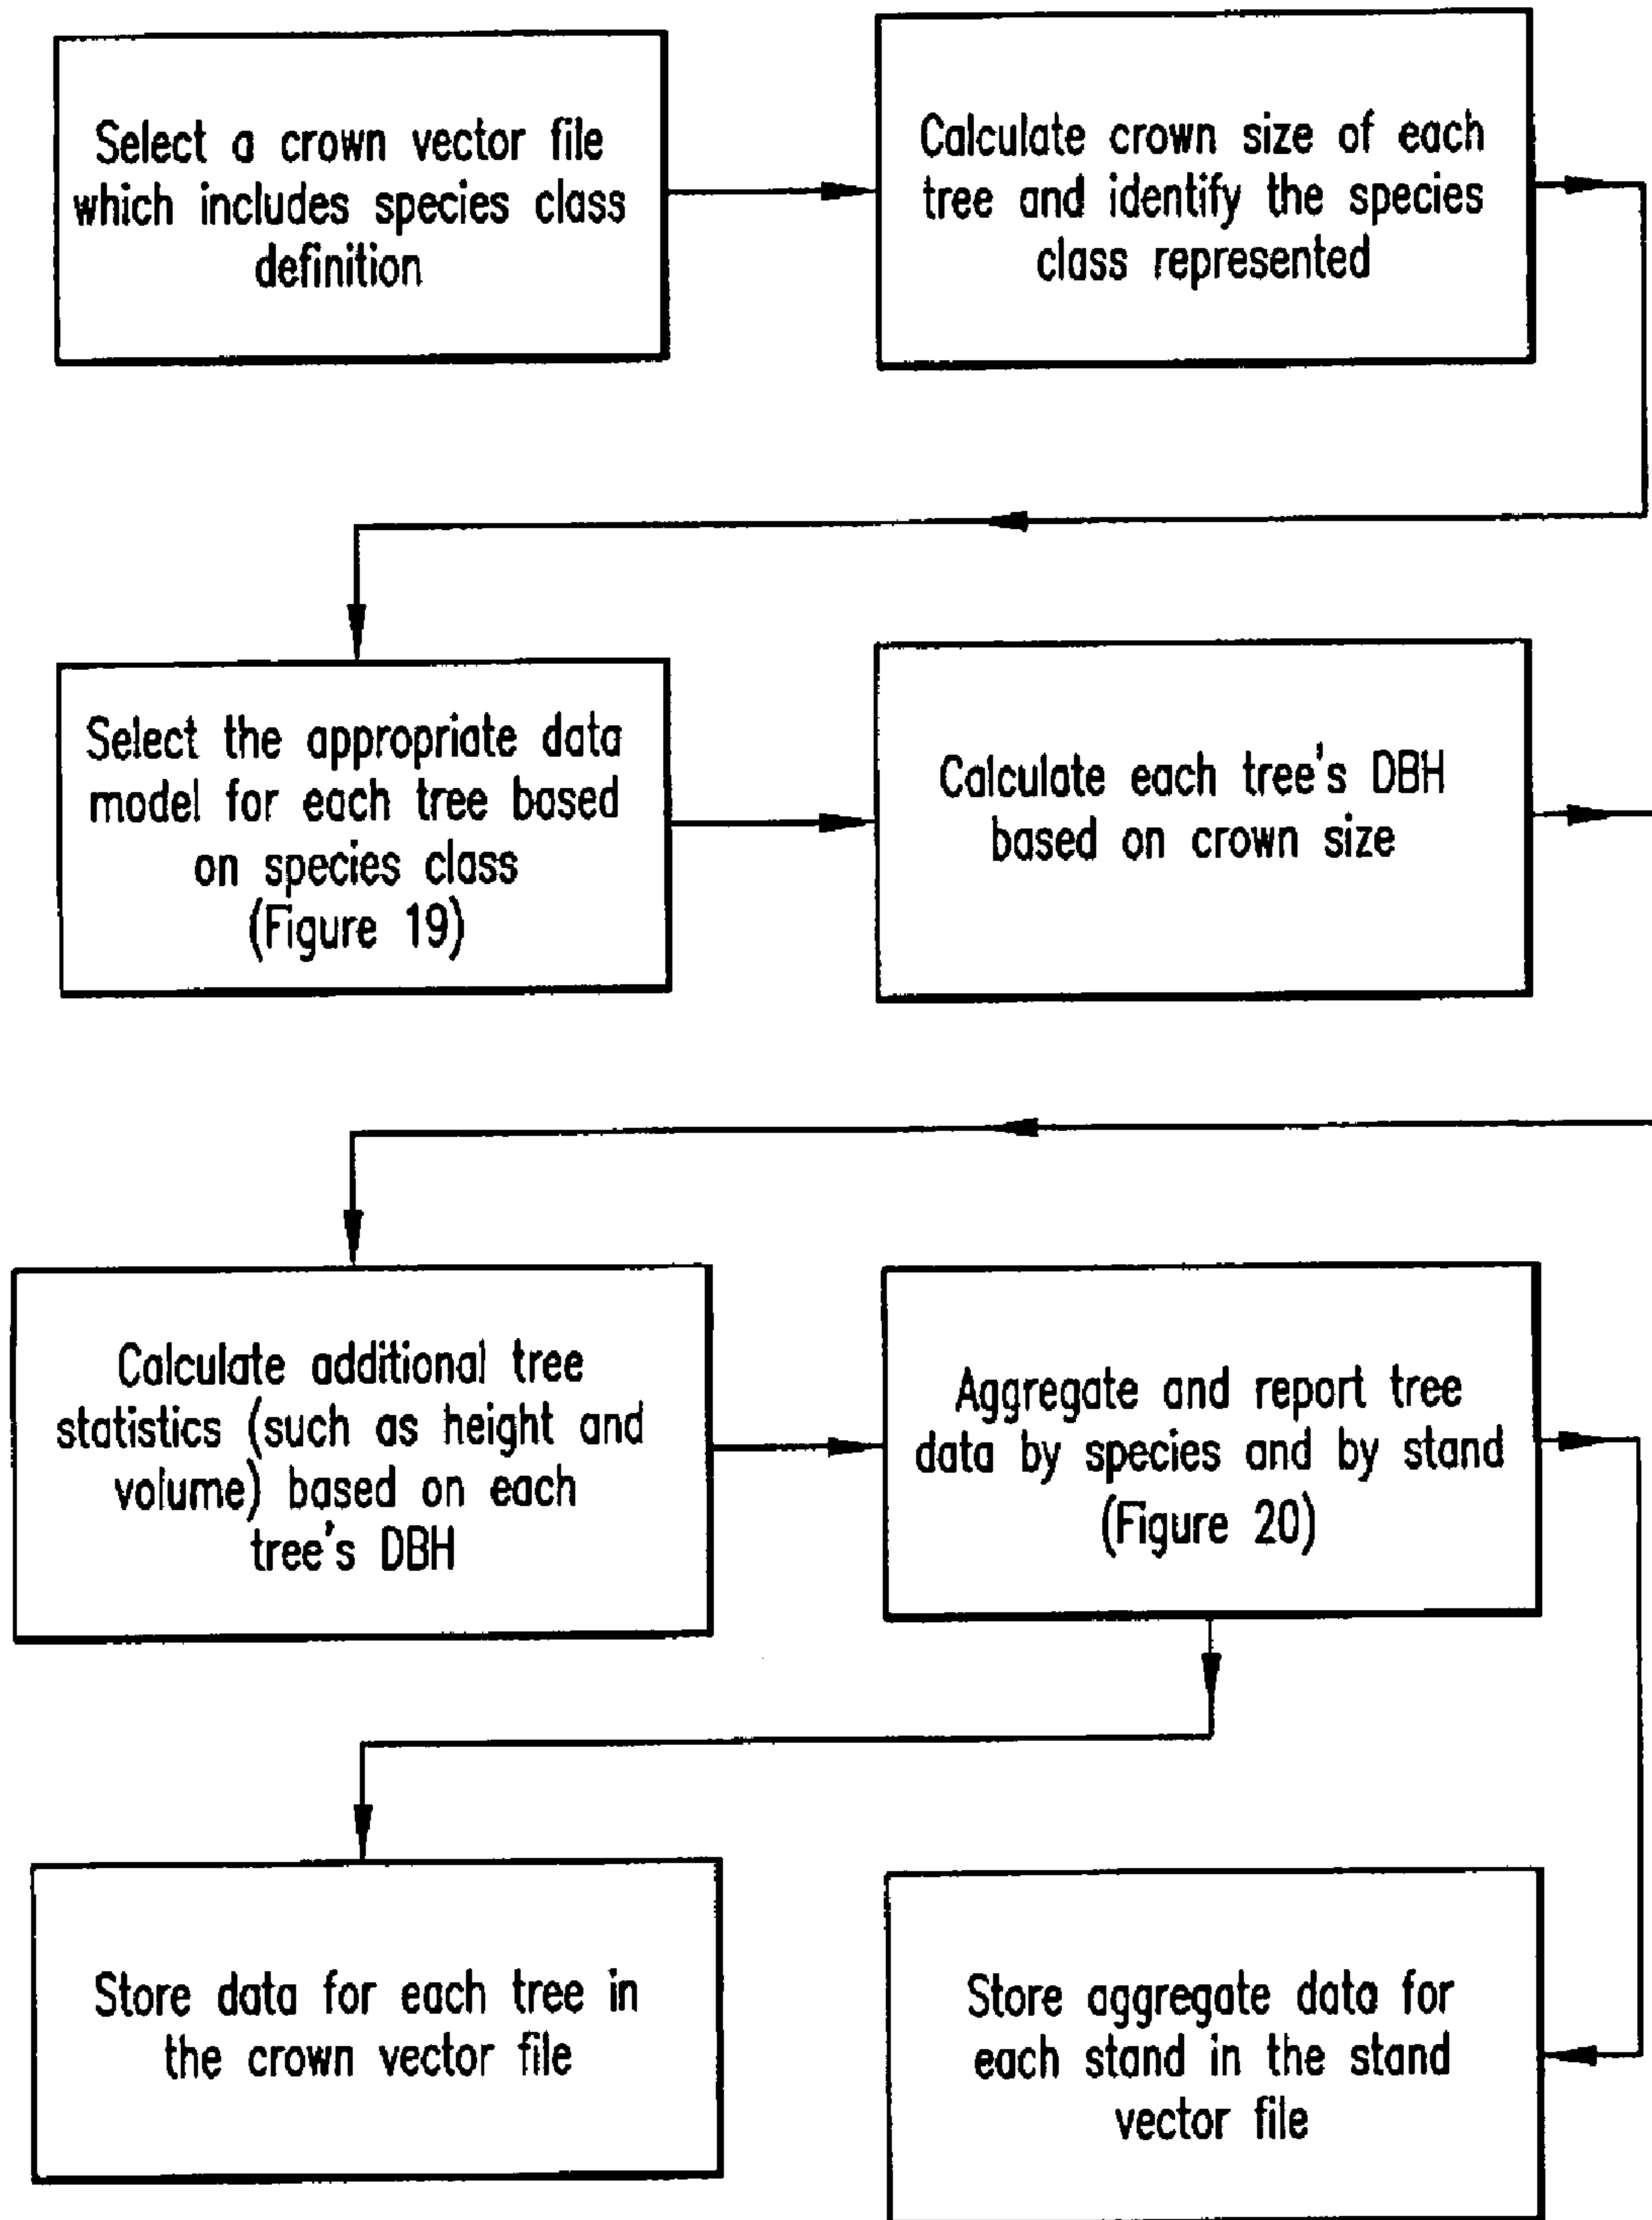 Select a crown vector file
which includes species class
definition
Calculate crown size of each
tree and identify the species
class represented
Select the appropriate data
model for each tree based
on species class
(Figure 19)
Calculate each tree's DBH
based on crown size
Calculate additional tree
statistics (such as height and
volume) based on each
tree's DBH
Aggregate and report tree
data by species and by stand
(Figure 20)
Store data for each tree in
the crown vector file
Store aggregate data for
each stand in the stand
vector file